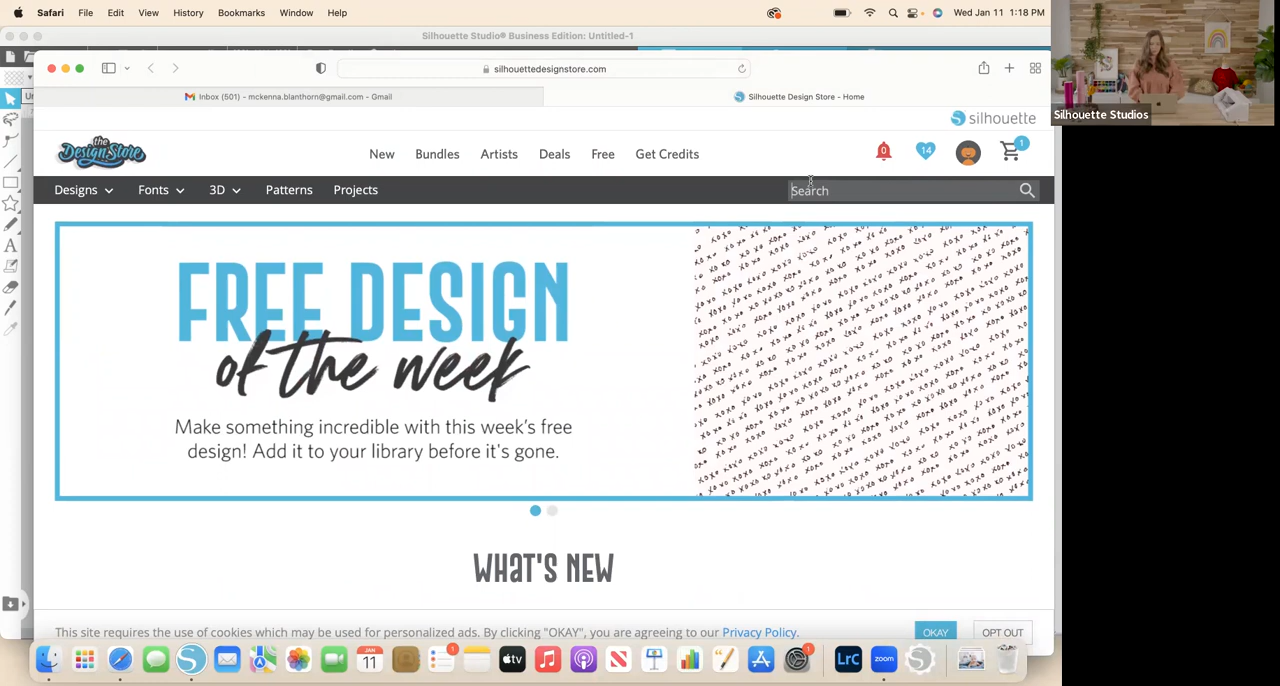 Safari File Edit View History Bookmarks Window Help Wed Jan 11 1:18 PM
Silhouette Studio® Business Edition: Untitled-1
silhouettedesignstore.com
Inbox (501) - mckenna.blanthorn@gmail.com - Gmail
Silhouette Design Store - Home
Silhouette Studios
silhouette
the Design Store
New Bundles Artists Deals Free Get Credits
0 14 1
Designs Fonts 3D Patterns Projects
Search
FREE DESIGN
of the week
Make something incredible with this week's free
design! Add it to your library before it's gone.
WHAT'S NEW
This site requires the use of cookies which may be used for personalized ads. By clicking "OKAY", you are agreeing to our Privacy Policy.
OKAY OPT OUT
JAN
11
1
tv
LrC
zoom
1